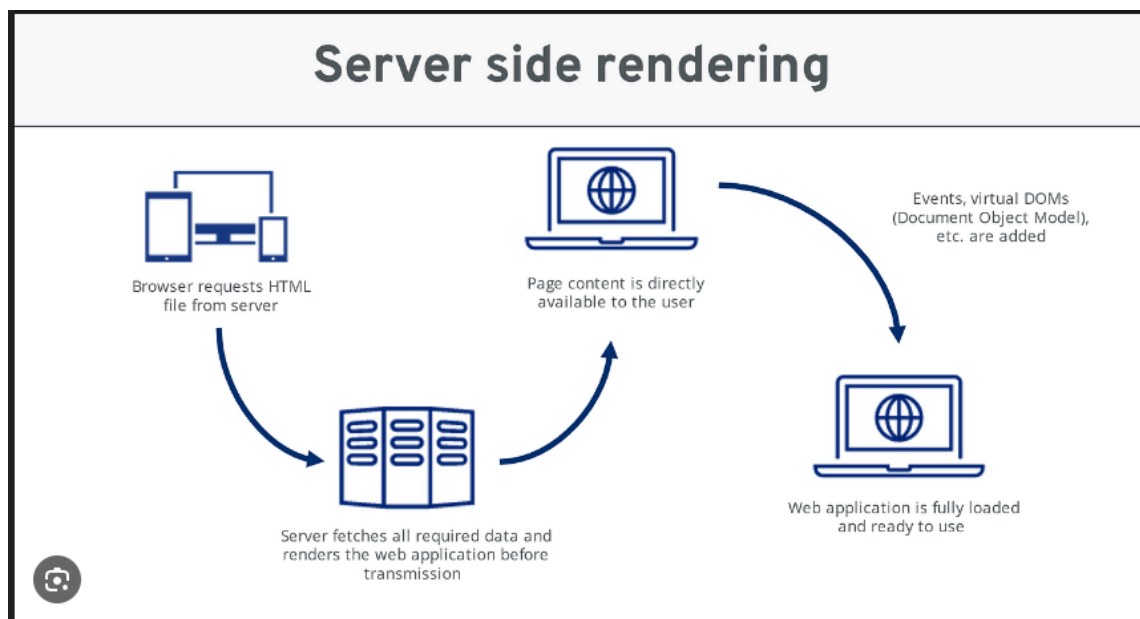 Server side rendering
Browser requests HTML
file from server
Server fetches all required data and
renders the web application before
transmission
Page content is directly
available to the user
Events, virtual DOMs
(Document Object Model),
etc. are added
Web application is fully loaded
and ready to use